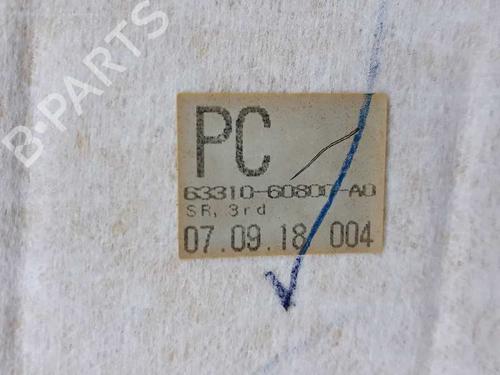 B-PARTS
PC
63310-60800-A0
SR, 3rd
07.09.18 004